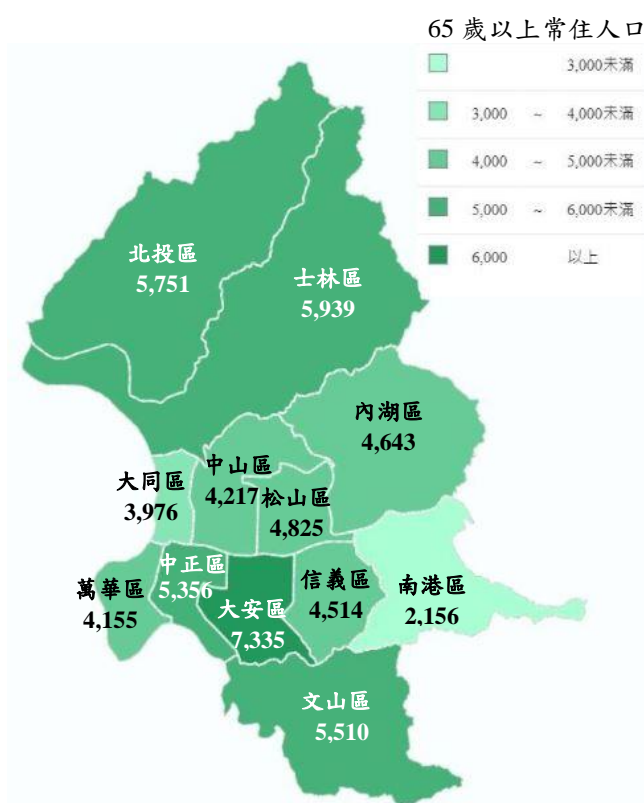 65 歲以上常住人口
3,000未滿
3,000 ~ 4,000未滿
4,000 ~ 5,000未滿
5,000 ~ 6,000未滿
6,000 以上
北投區
5,751
士林區
5,939
內湖區
4,643
中山區
4,217
大同區
3,976
松山區
4,825
中正區
5,356
萬華區
4,155
大安區
7,335
信義區
4,514
南港區
2,156
文山區
5,510